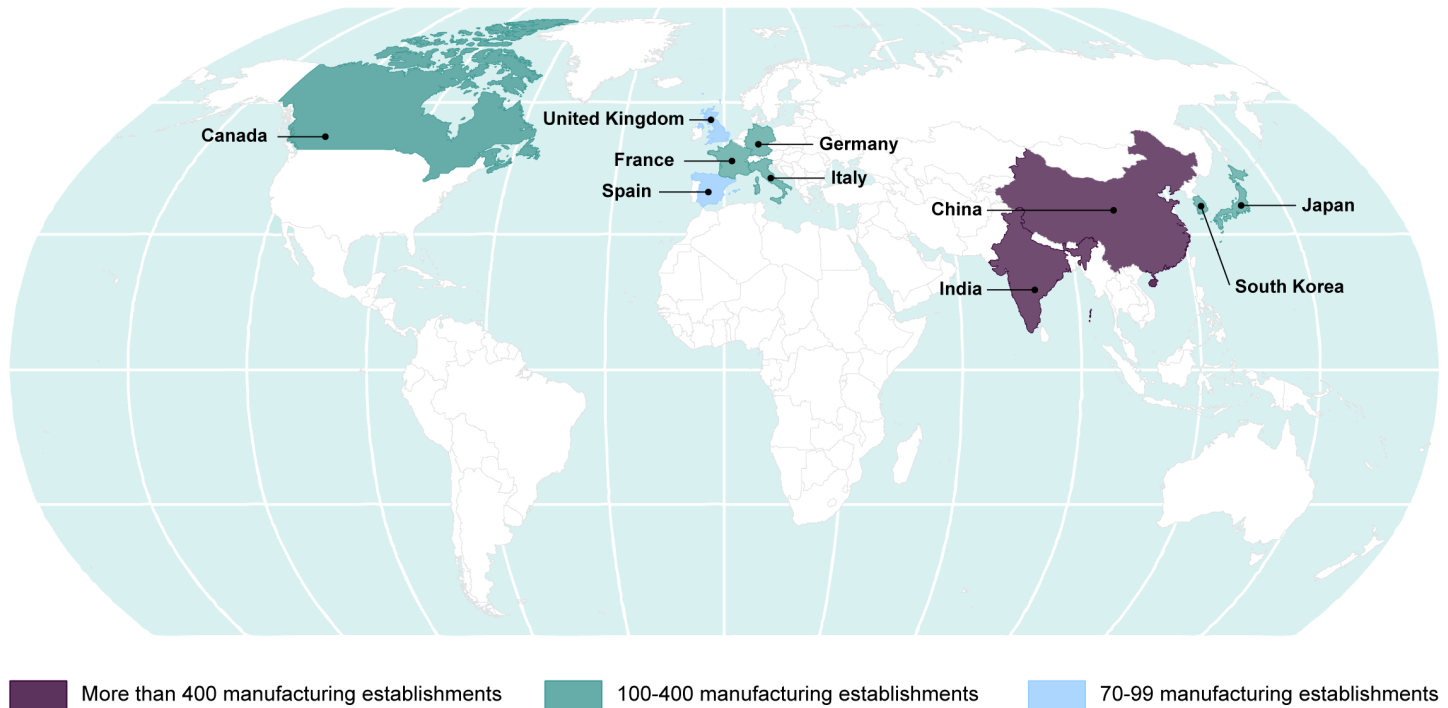 United Kingdom
Canada
Germany
France
Italy
Spain
China
Japan
South Korea
India
More than 400 manufacturing establishments
100-400 manufacturing establishments
70-99 manufacturing establishments